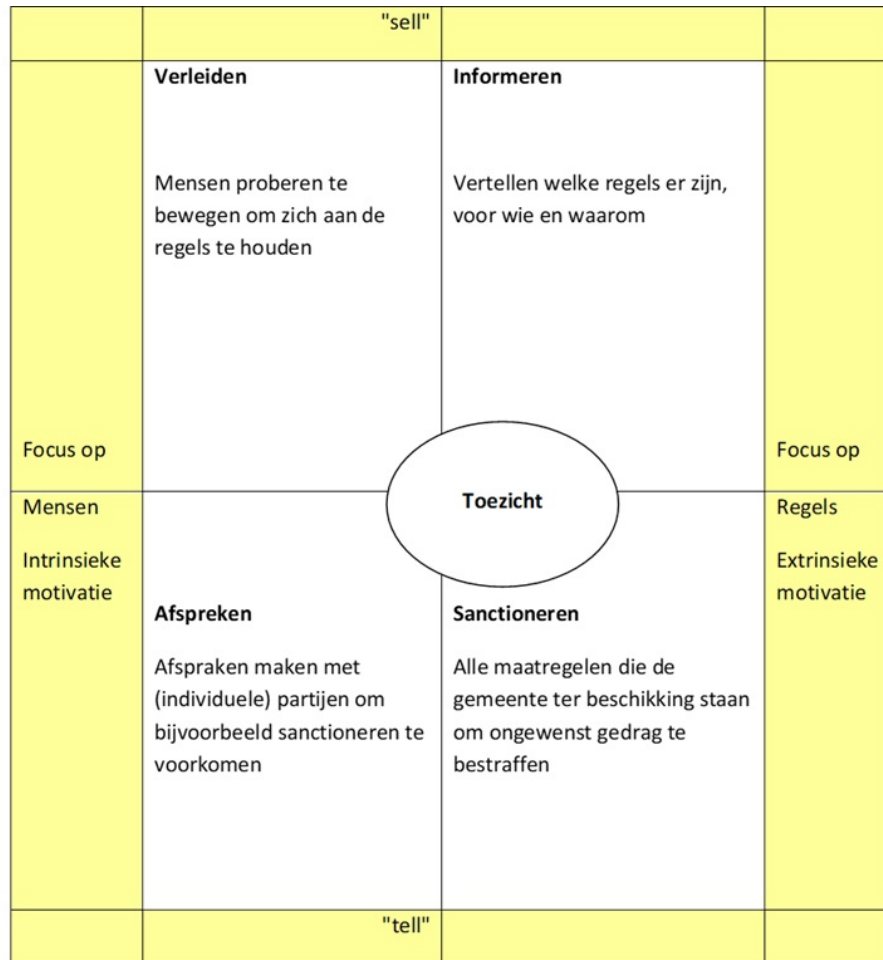 "sell"
Verleiden
Mensen proberen te
bewegen om zich aan de
regels te houden
Informeren
Vertellen welke regels er zijn,
voor wie en waarom
Focus op
Mensen
Intrinsieke
motivatie
Focus op
Regels
Extrinsieke
motivatie
Toezicht
Afspreken
Afspraken maken met
(individuele) partijen om
bijvoorbeeld sanctioneren te
voorkomen
Sanctioneren
Alle maatregelen die de
gemeente ter beschikking staan
om ongewenst gedrag te
bestraffen
"tell"